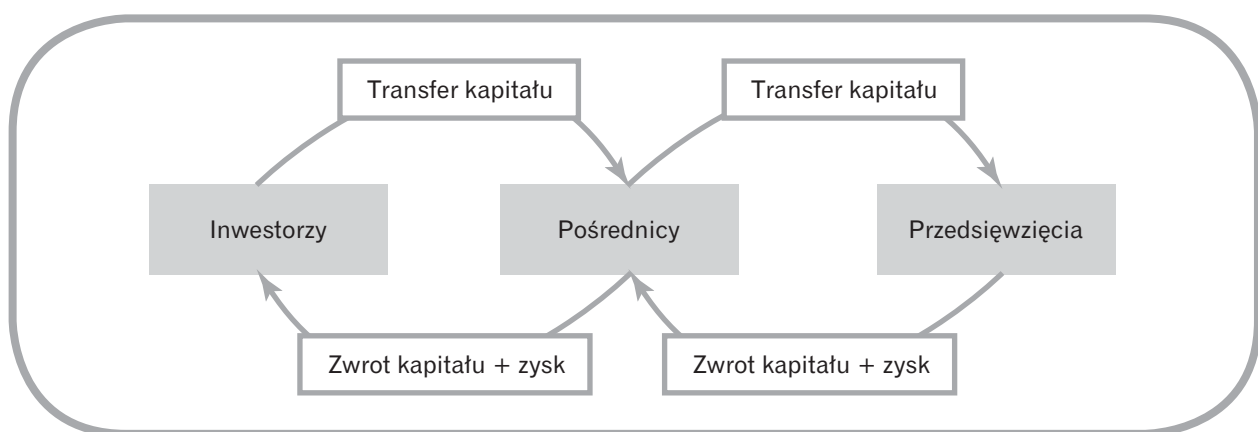 Transfer kapitału
Transfer kapitału
Inwestorzy
Pośrednicy
Przedsięwzięcia
Zwrot kapitału + zysk
Zwrot kapitału + zysk